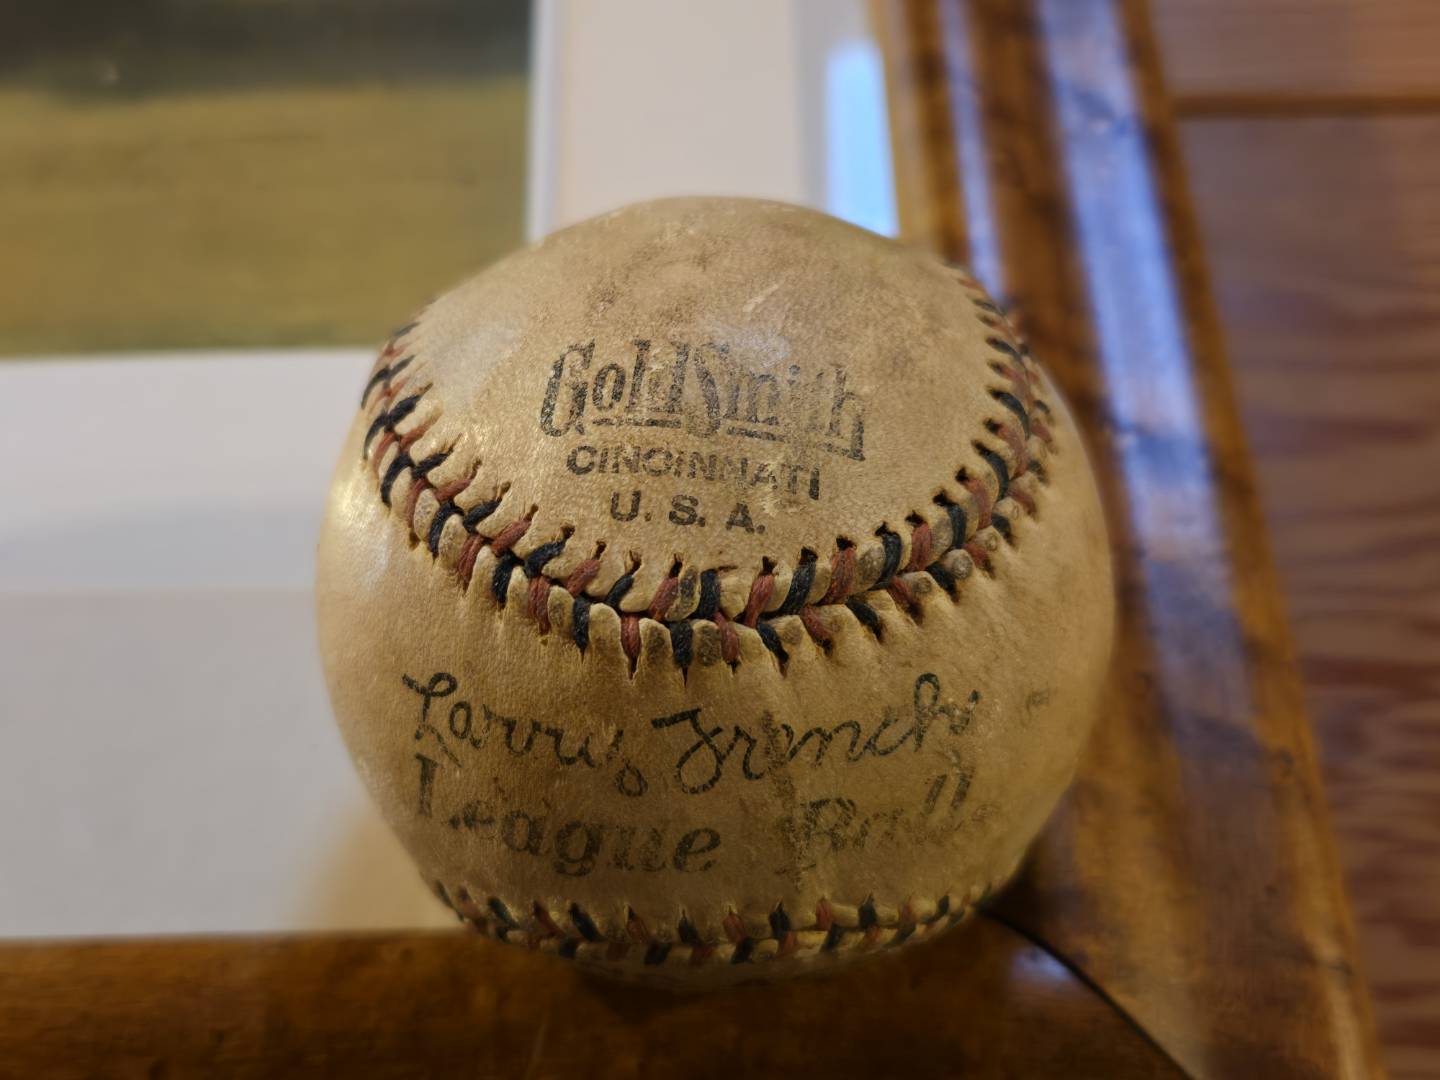 GoldSmith
CINCINNATI
U. S. A.
Larry French
League Ball